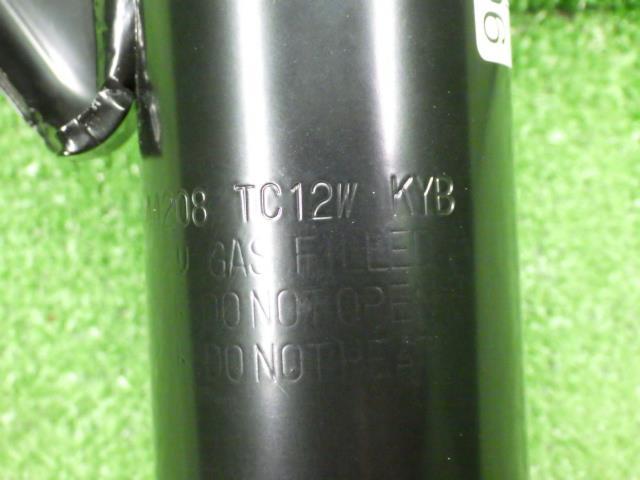 TC12W KYB
GAS FILLED
DO NOT OPEN
DO NOT HEAT